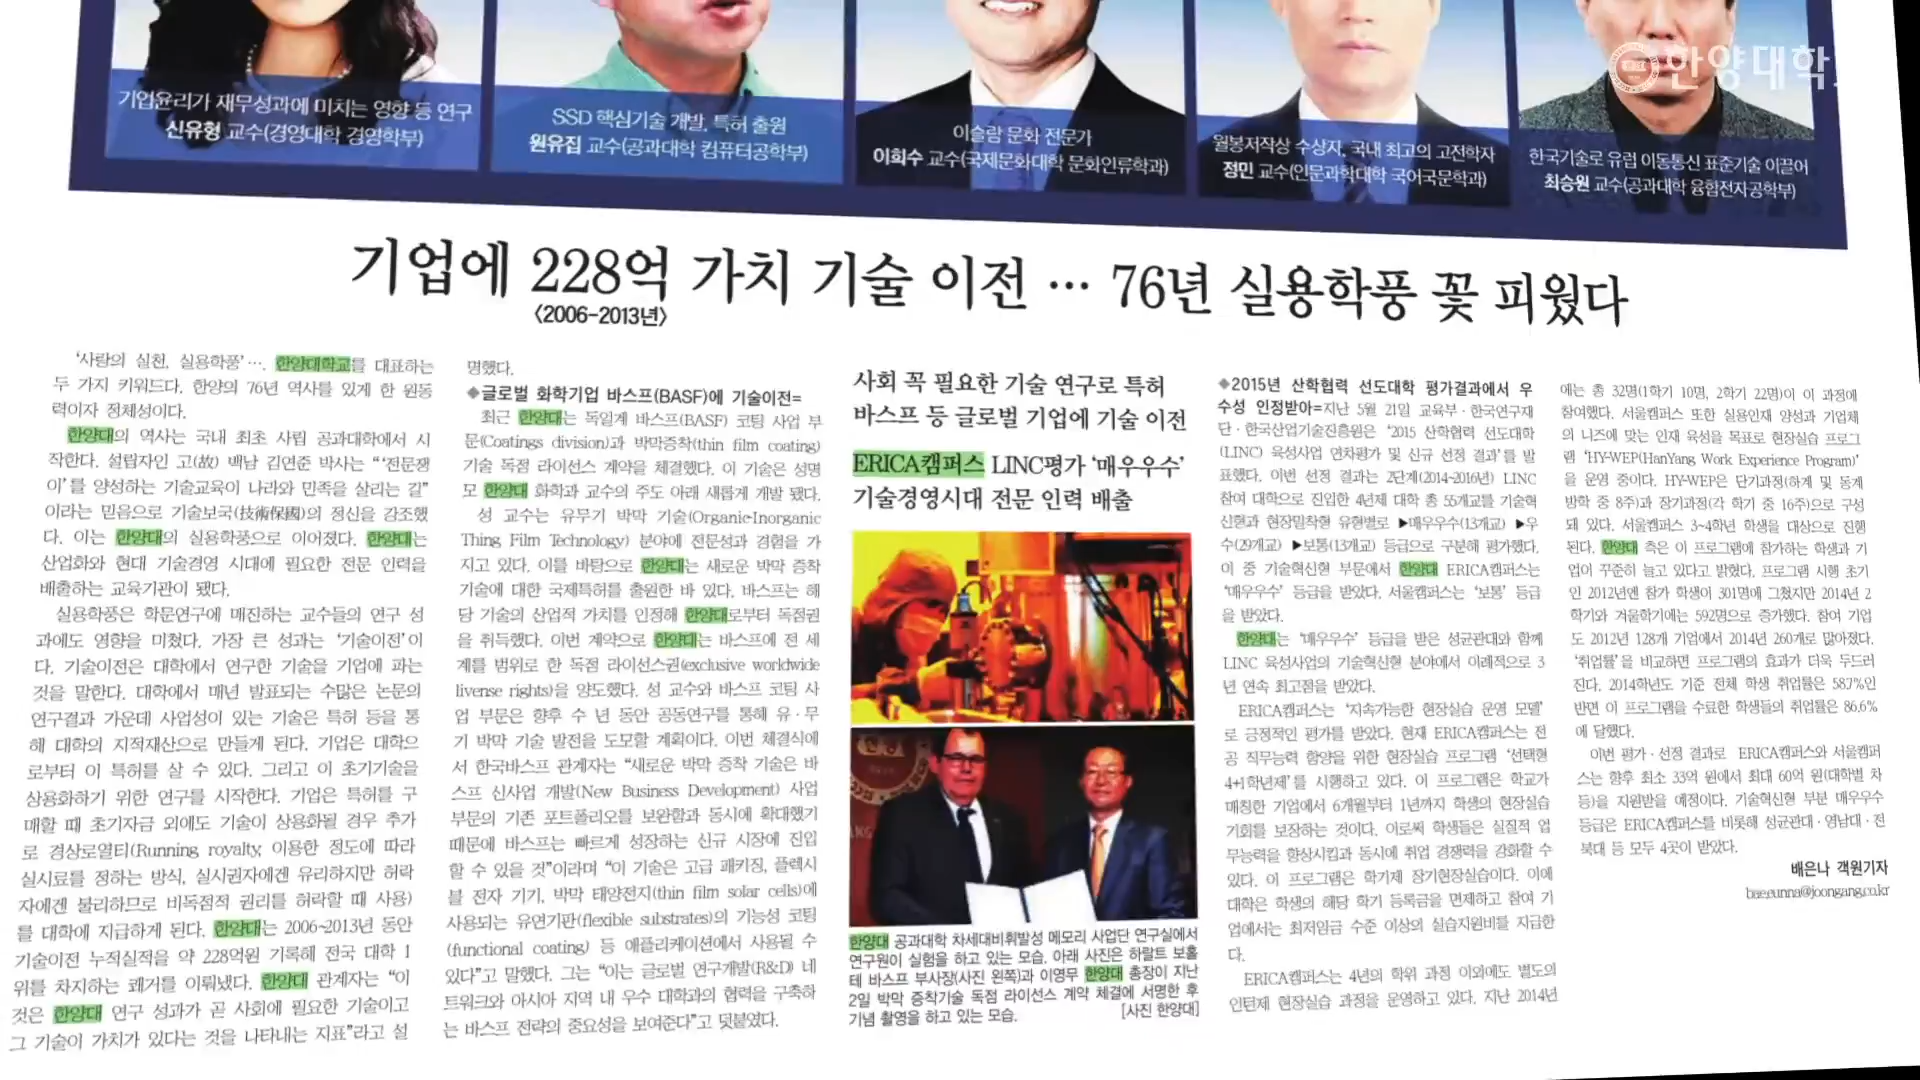 한양대학
기업윤리가 재무성과에 미치는 영향 등 연구
신유형 교수(경영대학 경영학부)
SSD 핵심기술 개발, 특허 출원
원유집 교수(공과대학 컴퓨터공학부)
이슬람 문화 전문가
이희수 교수(국제문화대학 문화인류학과)
월봉저작상 수상자, 국내 최고의 고전학자
정민 교수(인문과학대학 국어국문학과)
한국기술로 유럽 이동통신 표준기술 이끌어
최승원 교수(공과대학 융합전자공학부)
기업에 228억 가치 기술 이전 … 76년 실용학풍 꽃 피웠다
〈2006-2013년〉
‘사랑의 실천, 실용학풍’…. 한양대학교를 대표하는
두 가지 키워드다. 한양의 76년 역사를 있게 한 원동
력이자 정체성이다.
한양대의 역사는 국내 최초 사립 공과대학에서 시
작한다. 설립자인 고(故) 백남 김연준 박사는 “‘전문쟁
이’를 양성하는 기술교육이 나라와 민족을 살리는 길”
이라는 믿음으로 기술보국(技術保國)의 정신을 강조했
다. 이는 한양대의 실용학풍으로 이어졌다. 한양대는
산업화와 현대 기술경영 시대에 필요한 전문 인력을
배출하는 교육기관이 됐다.
실용학풍은 학문연구에 매진하는 교수들의 연구 성
과에도 영향을 미쳤다. 가장 큰 성과는 ‘기술이전’이
다. 기술이전은 대학에서 연구한 기술을 기업에 파는
것을 말한다. 대학에서 매년 발표되는 수많은 논문의
연구결과 가운데 사업성이 있는 기술은 특허 등을 통
해 대학의 지적재산으로 만들게 된다. 기업은 대학으
로부터 이 특허를 살 수 있다. 그리고 이 초기기술을
상용화하기 위한 연구를 시작한다. 기업은 특허를 구
매할 때 초기자금 외에도 기술이 상용화될 경우 추가
로 경상로열티(Running royalty, 이용한 정도에 따라
실시료를 정하는 방식, 실시권자에겐 유리하지만 허락
자에겐 불리하므로 비독점적 권리를 허락할 때 사용)
를 대학에 지급하게 된다. 한양대는 2006~2013년 동안
기술이전 누적실적을 약 228억원 기록해 전국 대학 1
위를 차지하는 쾌거를 이뤄냈다. 한양대 관계자는 “이
것은 한양대 연구 성과가 곧 사회에 필요한 기술이고
그 기술이 가치가 있다는 것을 나타내는 지표”라고 설
명했다.
◆글로벌 화학기업 바스프(BASF)에 기술이전=
최근 한양대는 독일계 바스프(BASF) 코팅 사업 부
문(Coatings division)과 박막증착(thin film coating)
기술 독점 라이선스 계약을 체결했다. 이 기술은 성명
모 한양대 화학과 교수의 주도 아래 새롭게 개발 됐다.
성 교수는 유무기 박막 기술(Organic-Inorganic
Thing Film Technology) 분야에 전문성과 경험을 가
지고 있다. 이를 바탕으로 한양대는 새로운 박막 증착
기술에 대한 국제특허를 출원한 바 있다. 바스프는 해
당 기술의 산업적 가치를 인정해 한양대로부터 독점권
을 취득했다. 이번 계약으로 한양대는 바스프에 전 세
계를 범위로 한 독점 라이선스권(exclusive worldwide
livense rights)을 양도했다. 성 교수와 바스프 코팅 사
업 부문은 향후 수 년 동안 공동연구를 통해 유·무
기 박막 기술 발전을 도모할 계획이다. 이번 체결식에
서 한국바스프 관계자는 “새로운 박막 증착 기술은 바
스프 신사업 개발(New Business Development) 사업
부문의 기존 포트폴리오를 보완함과 동시에 확대했기
때문에 바스프는 빠르게 성장하는 신규 시장에 진입
할 수 있을 것”이라며 “이 기술은 고급 패키징, 플렉시
블 전자 기기, 박막 태양전지(thin film solar cells)에
사용되는 유연기판(flexible substrates)의 기능성 코팅
(functional coating) 등 애플리케이션에서 사용될 수
있다”고 말했다. 그는 “이는 글로벌 연구개발(R&D) 네
트워크와 아시아 지역 내 우수 대학과의 협력을 구축하
는 바스프 전략의 중요성을 보여준다”고 덧붙였다.
사회 꼭 필요한 기술 연구로 특허
바스프 등 글로벌 기업에 기술 이전
ERICA캠퍼스 LINC평가 ‘매우우수’
기술경영시대 전문 인력 배출
한양대 공과대학 차세대비휘발성 메모리 사업단 연구실에서
연구원이 실험을 하고 있는 모습. 아래 사진은 하랄트 보홀
테 바스프 부사장(사진 왼쪽)과 이영무 한양대 총장이 지난
2일 박막 증착기술 독점 라이선스 계약 체결에 서명한 후
기념 촬영을 하고 있는 모습. [사진 한양대]
◆2015년 산학협력 선도대학 평가결과에서 우
수성 인정받아=지난 5월 21일 교육부·한국연구재
단·한국산업기술진흥원은 ‘2015 산학협력 선도대학
(LINC) 육성사업 연차평가 및 신규 선정 결과’를 발
표했다. 이번 선정 결과는 2단계(2014~2016년) LINC
참여 대학으로 진입한 4년제 대학 총 55개교를 기술혁
신형과 현장밀착형 유형별로 ▶매우우수(13개교) ▶우
수(29개교) ▶보통(13개교) 등급으로 구분해 평가했다.
이 중 기술혁신형 부문에서 한양대 ERICA캠퍼스는
‘매우우수’ 등급을 받았다. 서울캠퍼스는 ‘보통’ 등급
을 받았다.
한양대는 ‘매우우수’ 등급을 받은 성균관대와 함께
LINC 육성사업의 기술혁신형 분야에서 이례적으로 3
년 연속 최고점을 받았다.
ERICA캠퍼스는 ‘지속가능한 현장실습 운영 모델’
로 긍정적인 평가를 받았다. 현재 ERICA캠퍼스는 전
공 직무능력 함양을 위한 현장실습 프로그램 ‘선택형
4+1학년제’를 시행하고 있다. 이 프로그램은 학교가
매칭한 기업에서 6개월부터 1년까지 학생의 현장실습
기회를 보장하는 것이다. 이로써 학생들은 실질적 업
무능력을 향상시킴과 동시에 취업 경쟁력을 강화할 수
있다. 이 프로그램은 학기제 장기현장실습이다. 이에
대학은 학생의 해당 학기 등록금을 면제하고 참여 기
업에서는 최저임금 수준 이상의 실습지원비를 지급한
다.
ERICA캠퍼스는 4년의 학위 과정 이외에도 별도의
인턴제 현장실습 과정을 운영하고 있다. 지난 2014년
에는 총 32명(1학기 10명, 2학기 22명)이 이 과정에
참여했다. 서울캠퍼스 또한 실용인재 양성과 기업체
의 니즈에 맞는 인재 육성을 목표로 현장실습 프로그
램 ‘HY-WEP(HanYang Work Experience Program)’
을 운영 중이다. HY-WEP은 단기과정(하계 및 동계
방학 중 8주)과 장기과정(각 학기 중 16주)으로 구성
돼 있다. 서울캠퍼스 3~4학년 학생을 대상으로 진행
된다. 한양대 측은 이 프로그램에 참가하는 학생과 기
업이 꾸준히 늘고 있다고 밝혔다. 프로그램 시행 초기
인 2012년엔 참가 학생이 301명에 그쳤지만 2014년 2
학기와 겨울학기에는 592명으로 증가했다. 참여 기업
도 2012년 128개 기업에서 2014년 260개로 많아졌다.
‘취업률’을 비교하면 프로그램의 효과가 더욱 두드러
진다. 2014학년도 기준 전체 학생 취업률은 58.7%인
반면 이 프로그램을 수료한 학생들의 취업률은 86.6%
에 달했다.
이번 평가·선정 결과로 ERICA캠퍼스와 서울캠퍼
스는 향후 최소 33억 원에서 최대 60억 원(대학별 차
등)을 지원받을 예정이다. 기술혁신형 부분 매우우수
등급은 ERICA캠퍼스를 비롯해 성균관대·영남대·전
북대 등 모두 4곳이 받았다.
배은나 객원기자
bae.eunna@joongang.co.kr